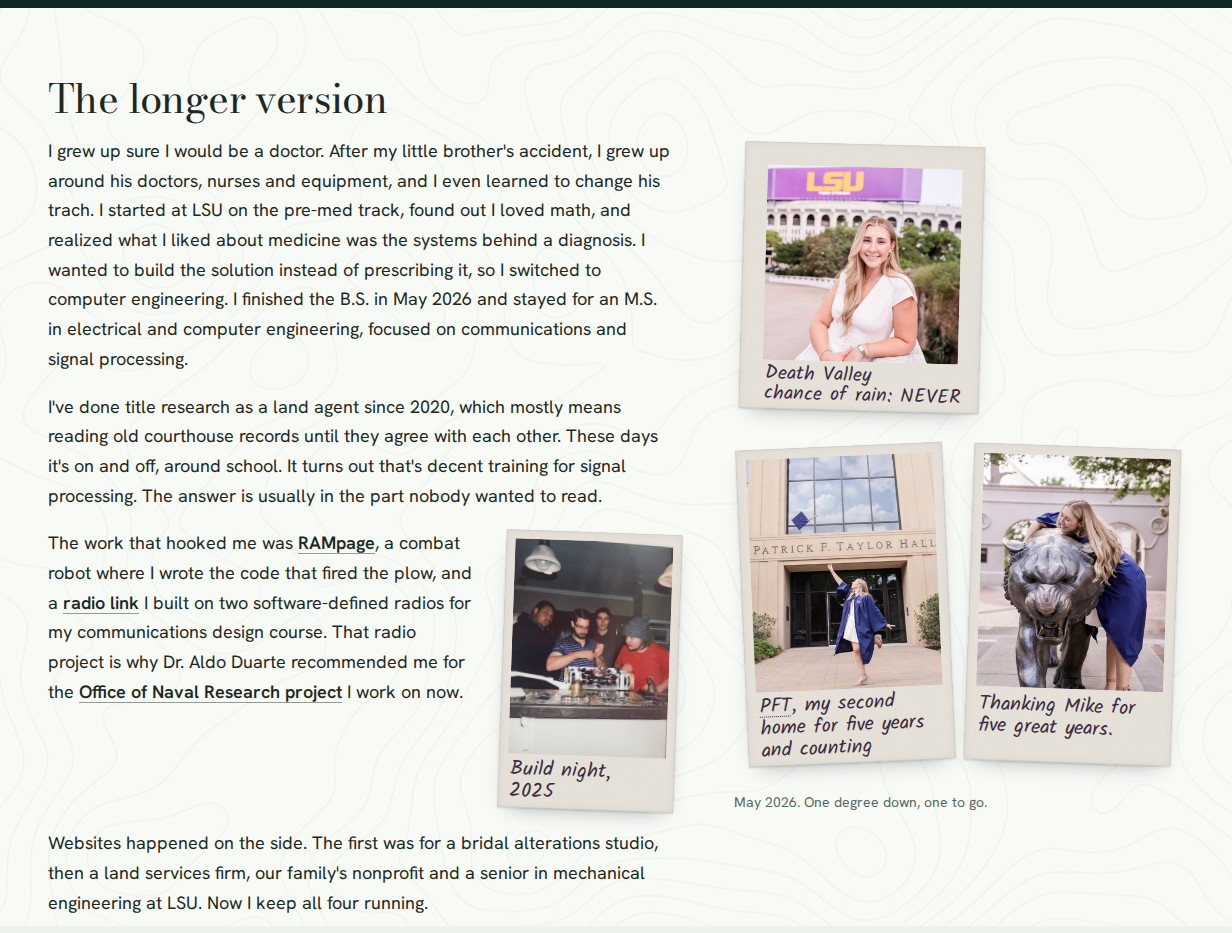 The longer version
I grew up sure I would be a doctor. After my little brother's accident, I grew up
around his doctors, nurses and equipment, and I even learned to change his
trach. I started at LSU on the pre-med track, found out I loved math, and
realized what I liked about medicine was the systems behind a diagnosis. I
wanted to build the solution instead of prescribing it, so I switched to
computer engineering. I finished the B.S. in May 2026 and stayed for an M.S.
in electrical and computer engineering, focused on communications and
signal processing.
I've done title research as a land agent since 2020, which mostly means
reading old courthouse records until they agree with each other. These days
it's on and off, around school. It turns out that's decent training for signal
processing. The answer is usually in the part nobody wanted to read.
The work that hooked me was RAMpage, a combat
robot where I wrote the code that fired the plow, and
a radio link I built on two software-defined radios for
my communications design course. That radio
project is why Dr. Aldo Duarte recommended me for
the Office of Naval Research project I work on now.
Build night,
2025
Websites happened on the side. The first was for a bridal alterations studio,
then a land services firm, our family's nonprofit and a senior in mechanical
engineering at LSU. Now I keep all four running.
LSU
Death Valley
chance of rain: NEVER
PATRICK F. TAYLOR HALL
PFT, my second
home for five years
and counting
Thanking Mike for
five great years.
May 2026. One degree down, one to go.